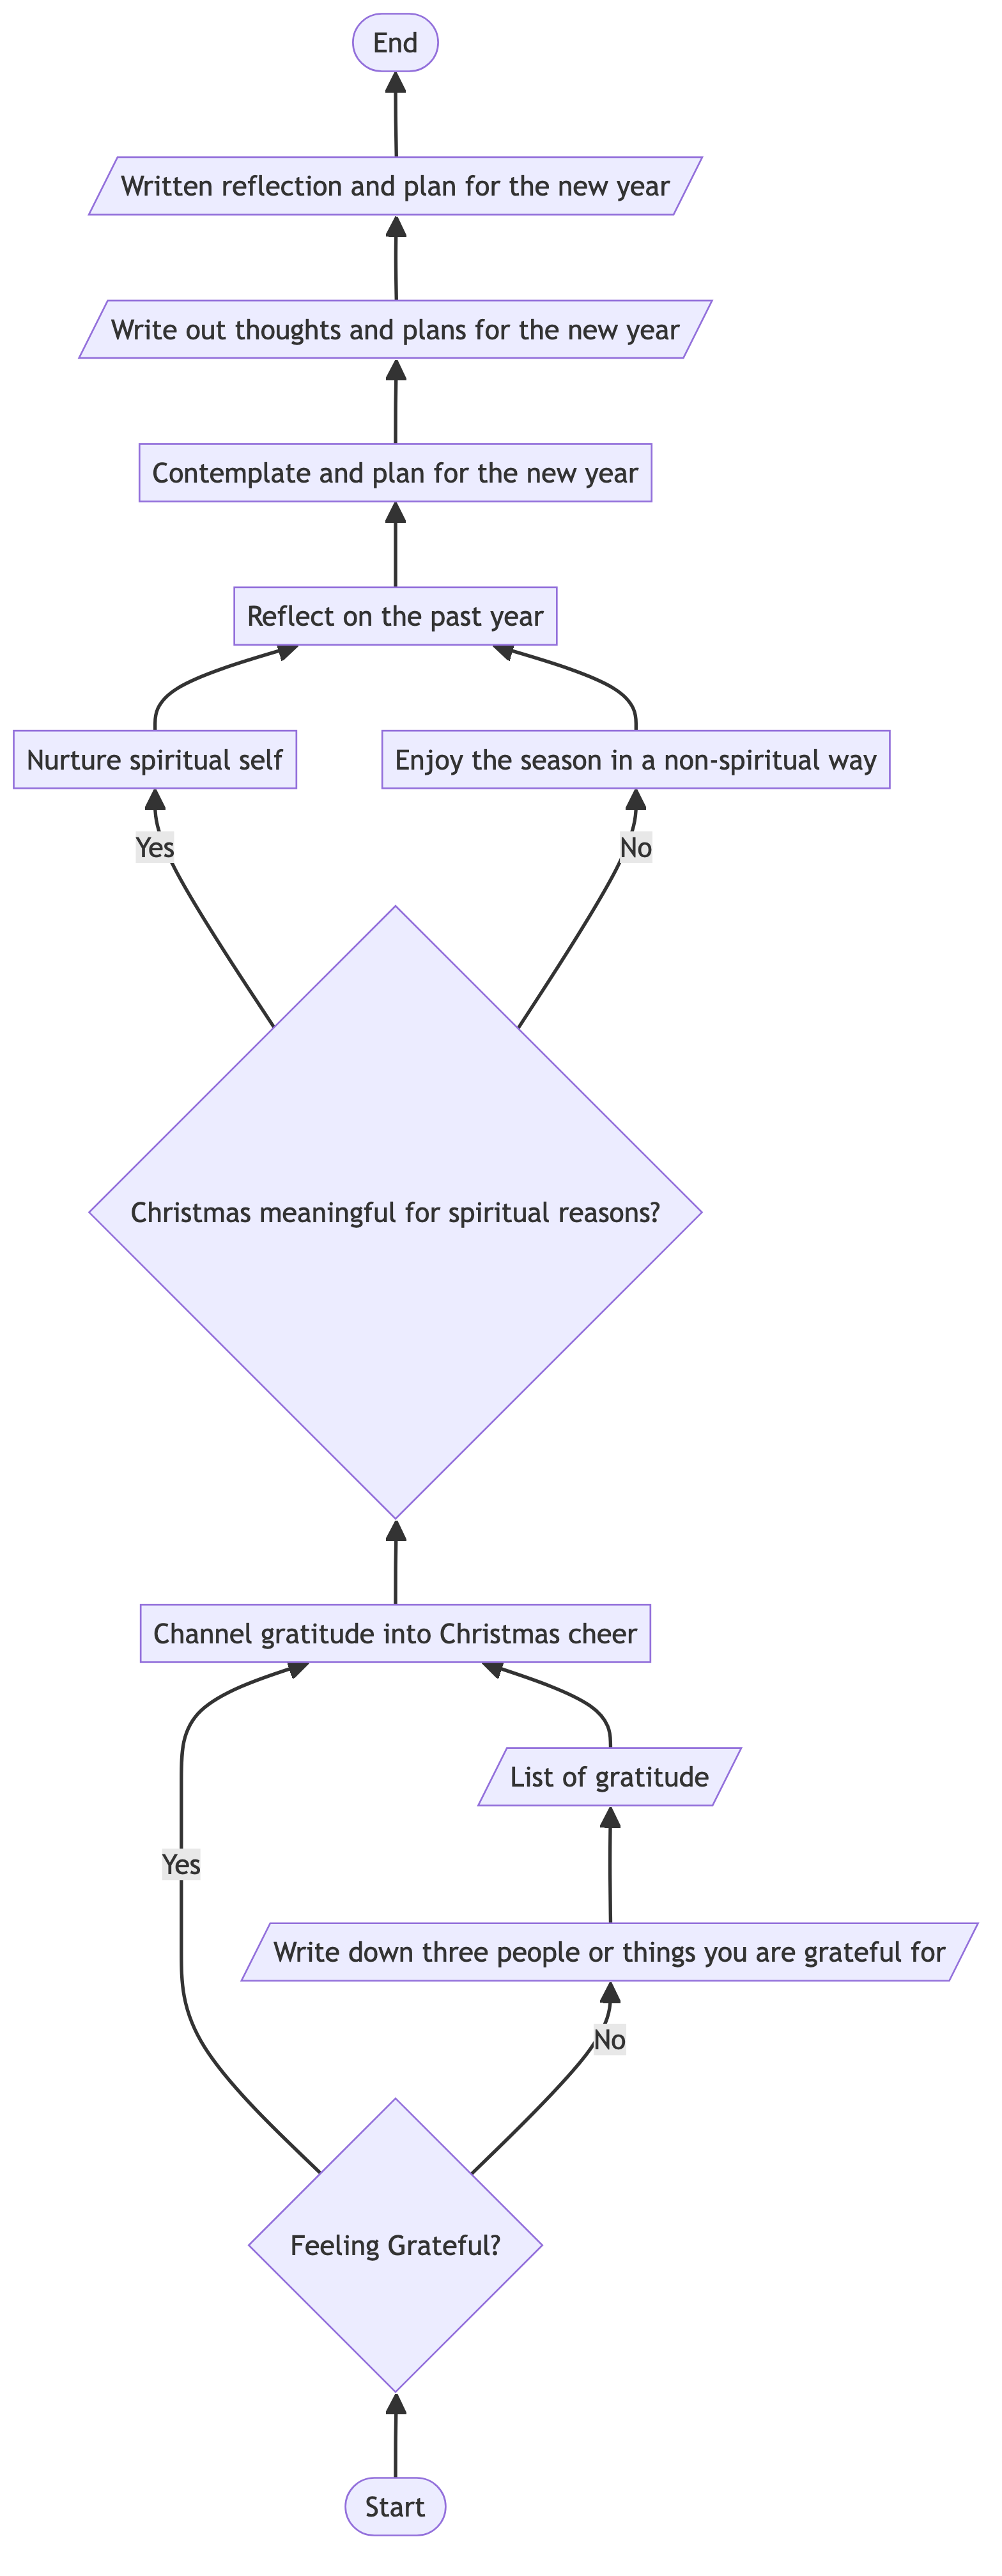 End
Written reflection and plan for the new year
Write out thoughts and plans for the new year
Contemplate and plan for the new year
Reflect on the past year
Nurture spiritual self
Enjoy the season in a non-spiritual way
Yes
No
Christmas meaningful for spiritual reasons?
Channel gratitude into Christmas cheer
List of gratitude
Yes
Write down three people or things you are grateful for
No
Feeling Grateful?
Start